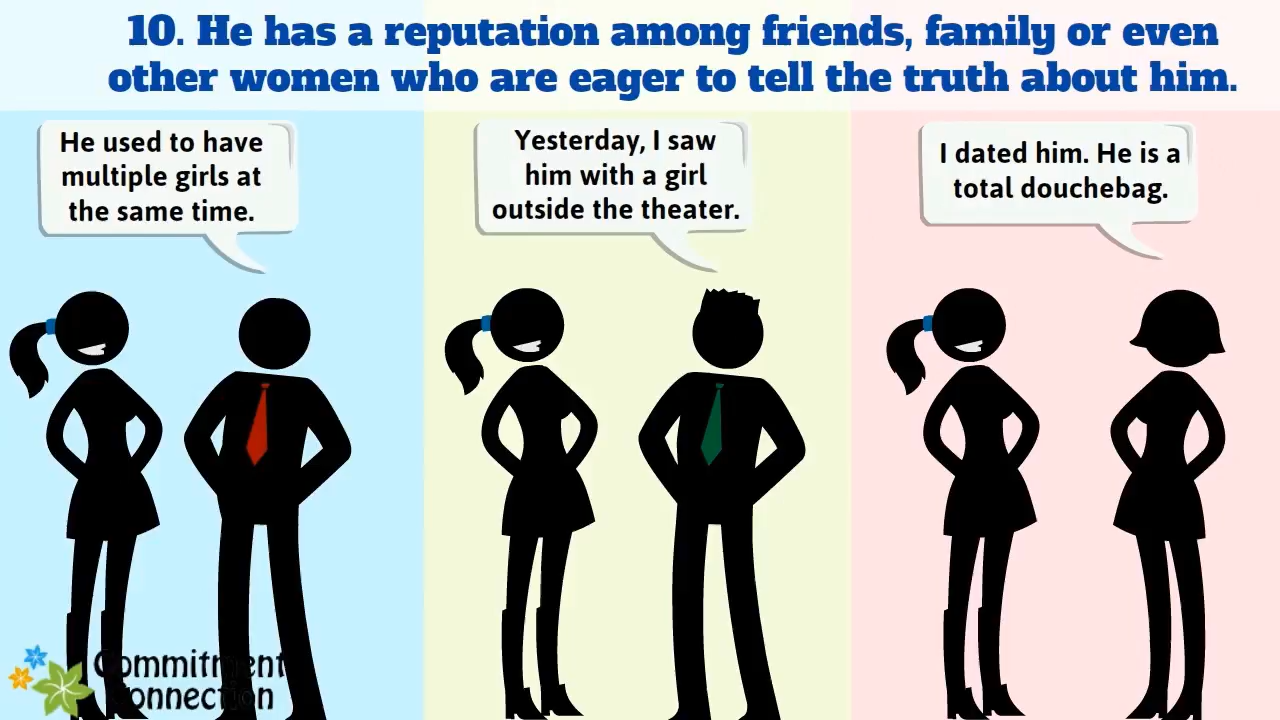 10. He has a reputation among friends, family or even
other women who are eager to tell the truth about him.
He used to have
multiple girls at
the same time.
Yesterday, I saw
him with a girl
outside the theater.
I dated him. He is a
total douchebag.
Commitment
Connection